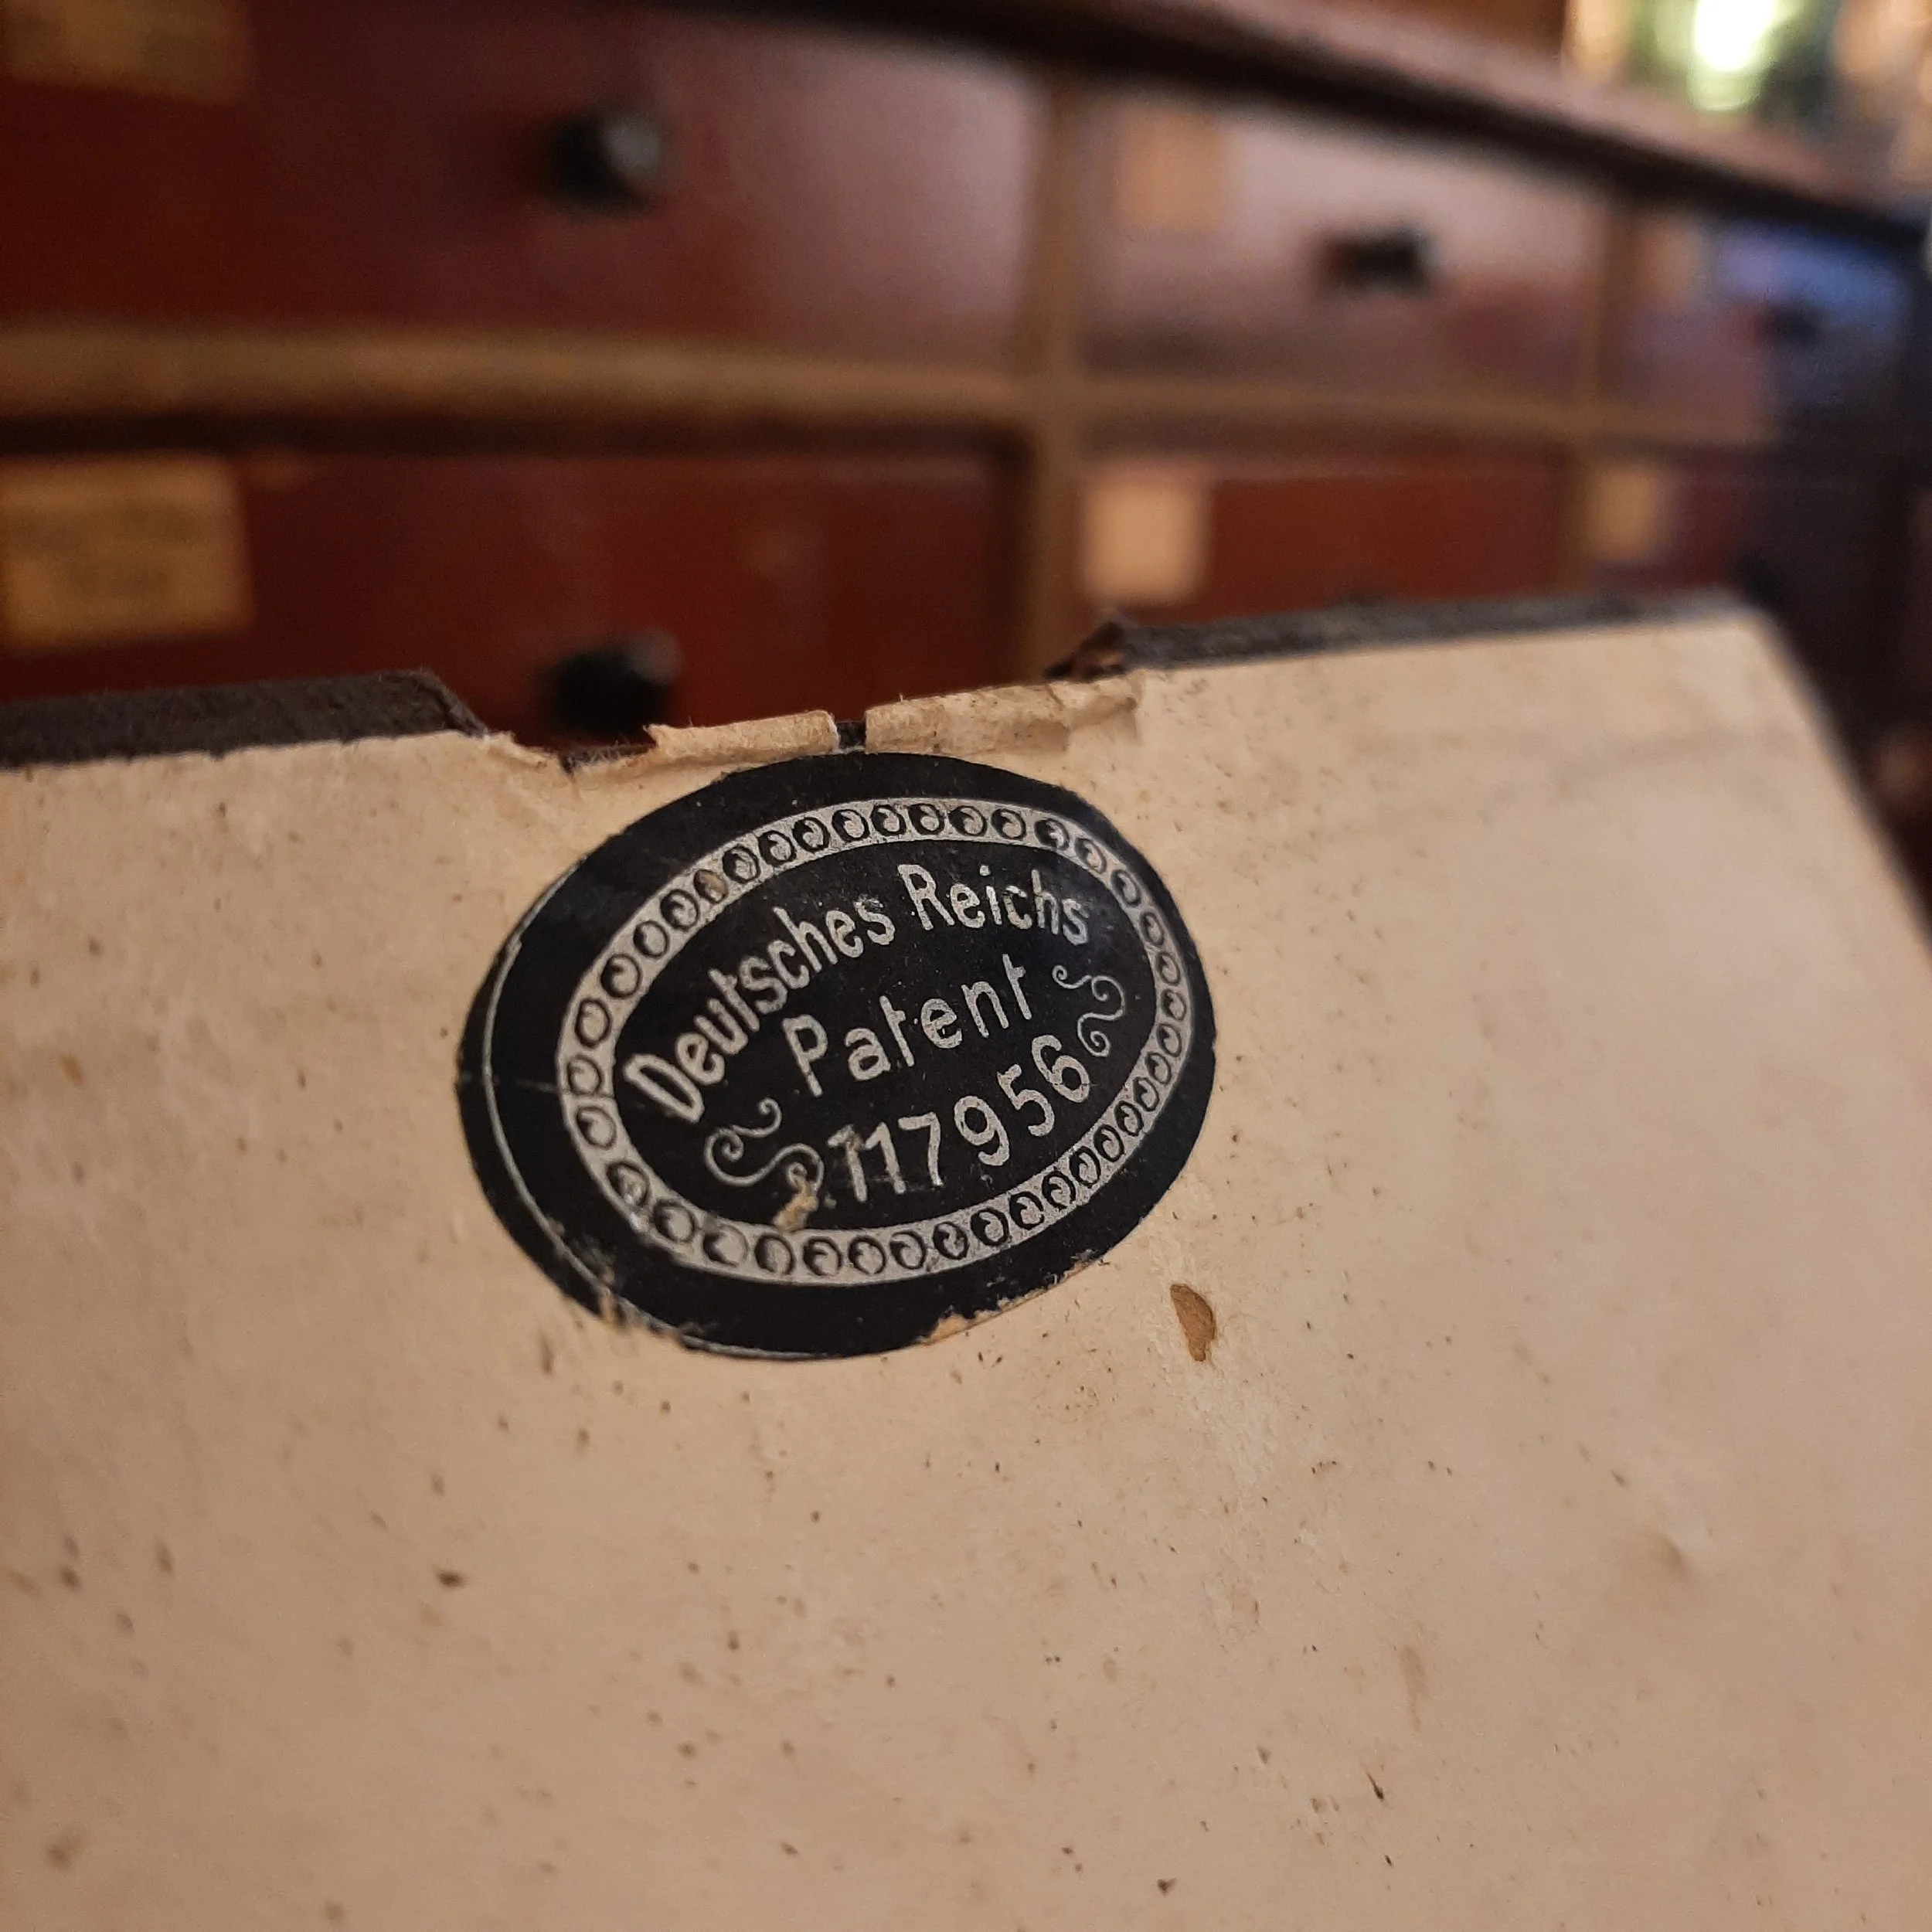 Deutsches Reichs
Patent
117956